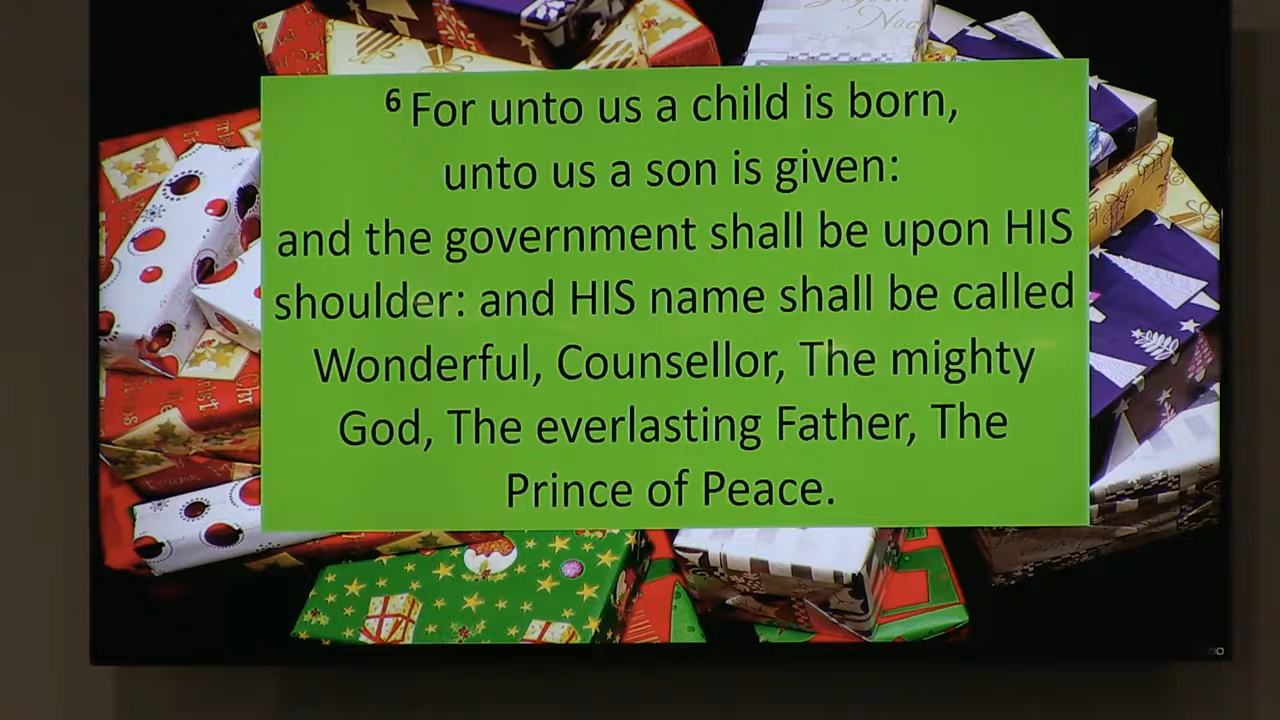 6 For unto us a child is born,
unto us a son is given:
and the government shall be upon HIS
shoulder: and HIS name shall be called
Wonderful, Counsellor, The mighty
God, The everlasting Father, The
Prince of Peace.